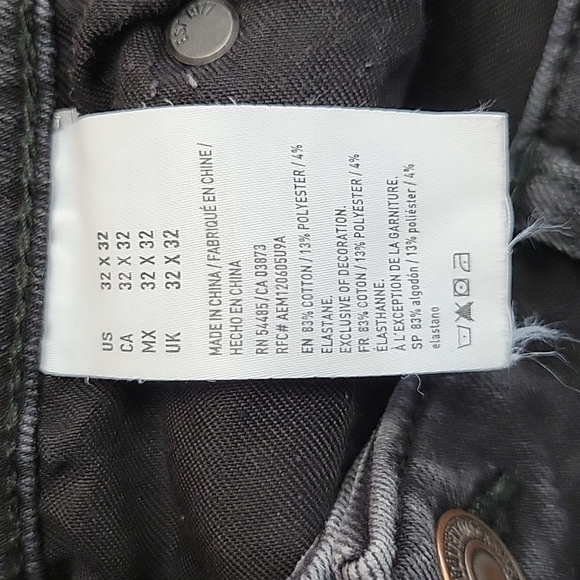 US 32 X 32
CA 32 X 32
MX 32 X 32
UK 32 X 32
MADE IN CHINA / FABRIQUÉ EN CHINE /
HECHO EN CHINA
RN 54485/CA 03873
RFC# AEM120605U9A
EN 83% COTTON / 13% POLYESTER / 4%
ELASTANE.
EXCLUSIVE OF DECORATION.
FR 83% COTON / 13% POLYESTER / 4%
ÉLASTHANNE.
À L'EXCEPTION DE LA GARNITURE.
SP 83% algodón / 13% poliéster / 4%
elastano
EST 1977